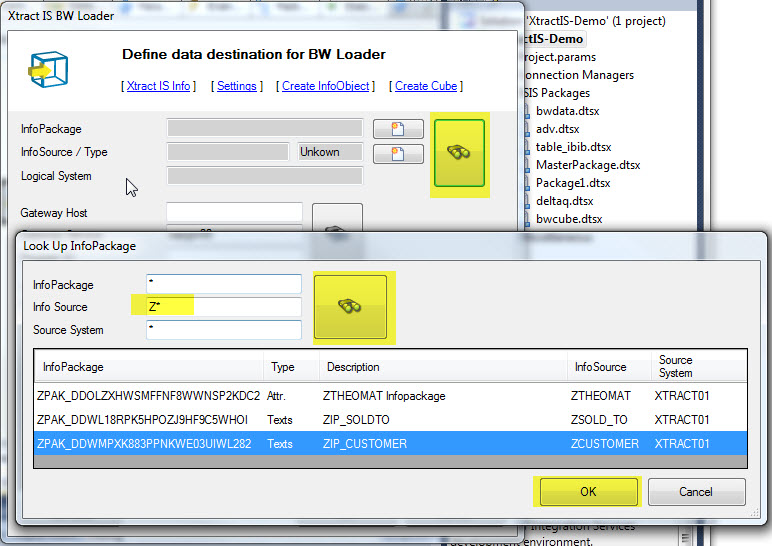 Xtract IS BW Loader
Define data destination for BW Loader
[ Xtract IS Info ] [ Settings ] [ Create InfoObject ] [ Create Cube ]
InfoPackage
InfoSource / Type Unkown
Logical System
Gateway Host
'XtractIS-Demo' (1 project)
ctIS-Demo
roject.params
onnection Managers
SIS Packages
bwdata.dtsx
adv.dtsx
table_ibib.dtsx
MasterPackage.dtsx
Package1.dtsx
deltaq.dtsx
bwcube.dtsx
Look Up InfoPackage
InfoPackage *
Info Source Z*
Source System *
InfoPackage Type Description InfoSource Source System
ZPAK_DDOLZXHWSMFFNF8WWNSP2KDC2 Attr. ZTHEOMAT Infopackage ZTHEOMAT XTRACT01
ZPAK_DDWL18RPK5HPOZJ9HF9C5WHOI Texts ZIP_SOLDTO ZSOLD_TO XTRACT01
ZPAK_DDWMPXK883PPNKWE03UIWL282 Texts ZIP_CUSTOMER ZCUSTOMER XTRACT01
OK Cancel
Integration Services
development environment.